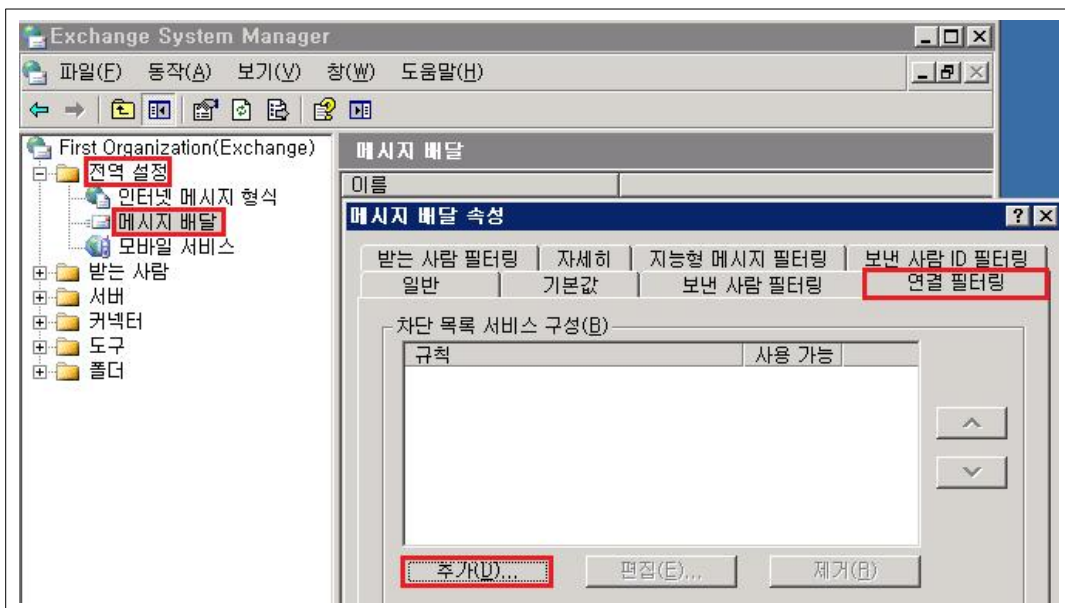 Exchange System Manager
파일(F) 동작(A) 보기(V) 창(W) 도움말(H)
First Organization(Exchange)
전역 설정
인터넷 메시지 형식
메시지 배달
모바일 서비스
받는 사람
서버
커넥터
도구
폴더
메시지 배달
이름
메시지 배달 속성
받는 사람 필터링 자세히 지능형 메시지 필터링 보낸 사람 ID 필터링
일반 기본값 보낸 사람 필터링 연결 필터링
차단 목록 서비스 구성(B)
규칙 사용 가능
추가(D)... 편집(E)... 제거(R)